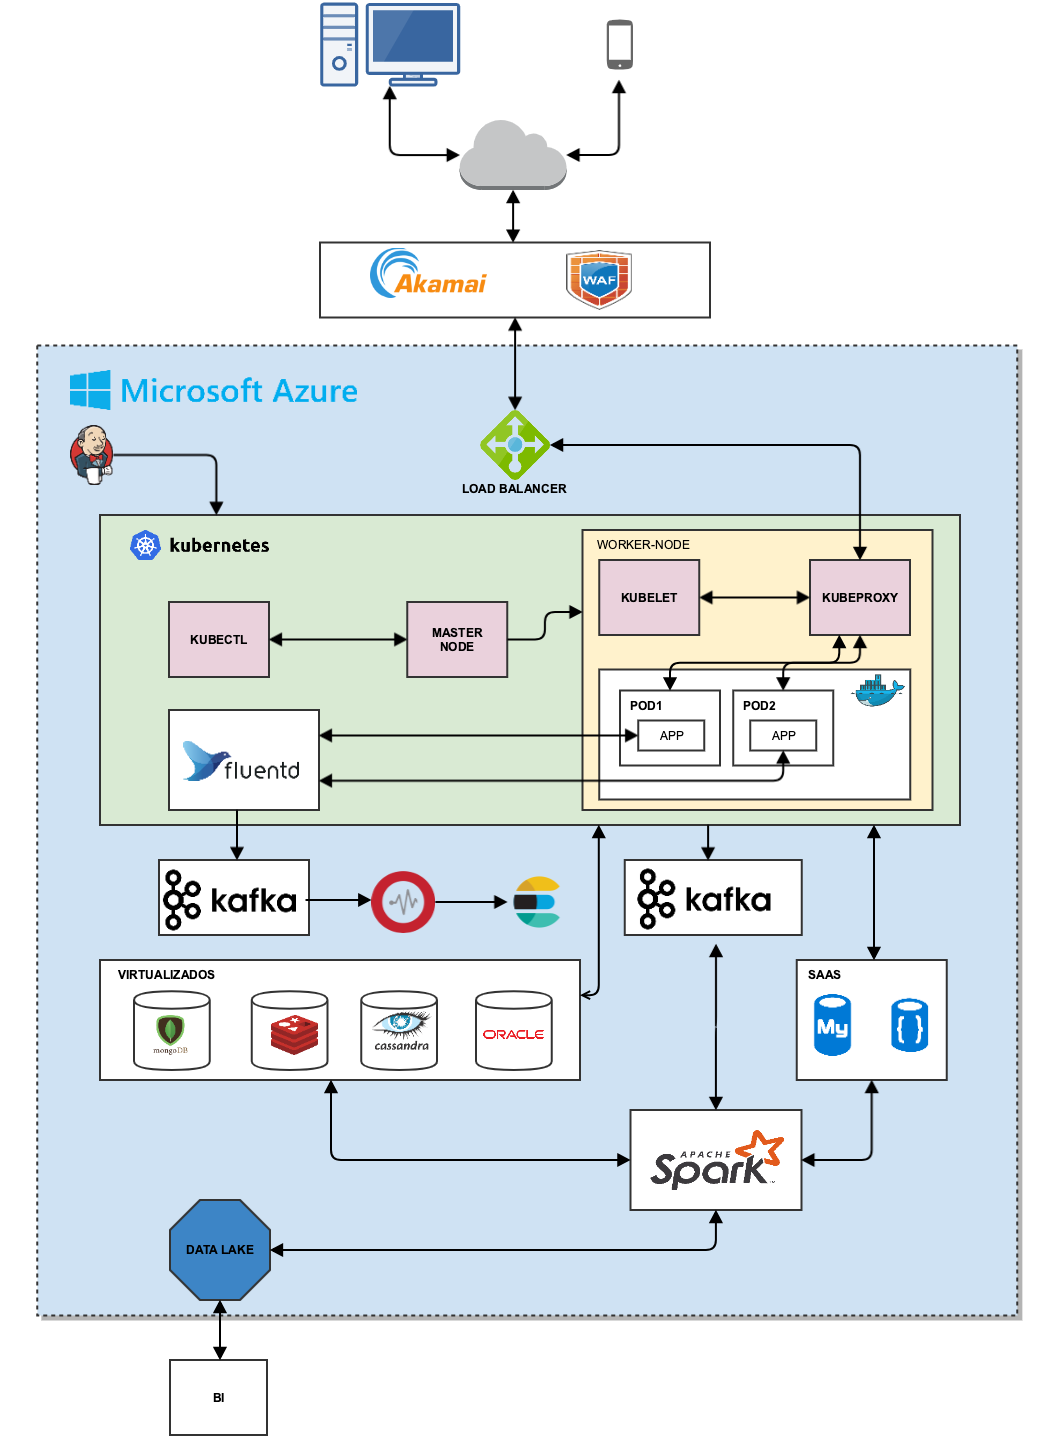 Akamai
WAF
Microsoft Azure
LOAD BALANCER
kubernetes
WORKER-NODE
KUBELET
KUBEPROXY
KUBECTL
MASTER
NODE
POD1
POD2
APP
APP
fluentd
kafka
kafka
VIRTUALIZADOS
SAAS
mongoDB
cassandra
ORACLE
My
{ }
APACHE
Spark
TM
DATA LAKE
BI